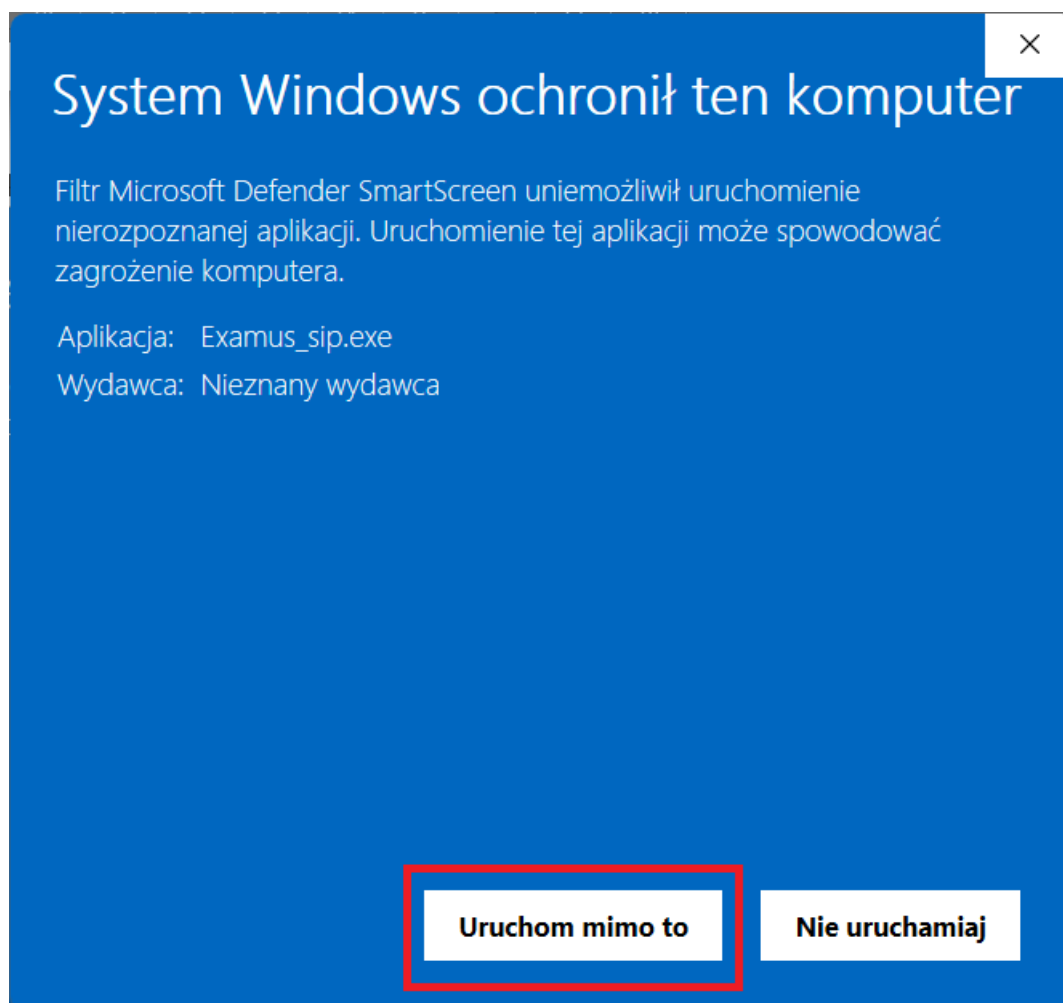 System Windows ochronił ten komputer
Filtr Microsoft Defender SmartScreen uniemożliwił uruchomienie
nierozpoznanej aplikacji. Uruchomienie tej aplikacji może spowodować
zagrożenie komputera.
Aplikacja: Examus_sip.exe
Wydawca: Nieznany wydawca
Uruchom mimo to
Nie uruchamiaj